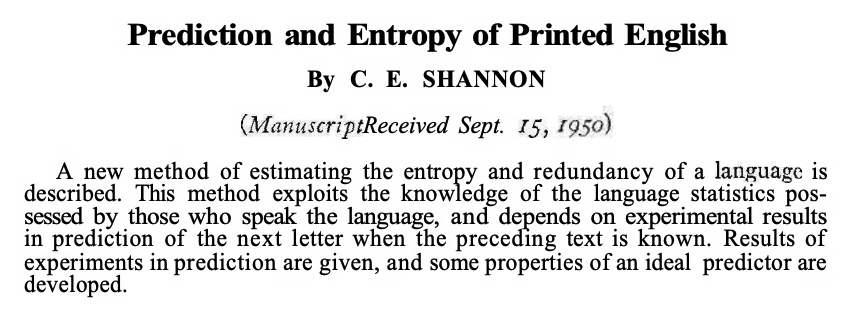 Prediction and Entropy of Printed English
By C. E. SHANNON
(ManuscriptReceived Sept. 15, 1950)
A new method of estimating the entropy and redundancy of a language is
described. This method exploits the knowledge of the language statistics pos-
sessed by those who speak the language, and depends on experimental results
in prediction of the next letter when the preceding text is known. Results of
experiments in prediction are given, and some properties of an ideal predictor are
developed.